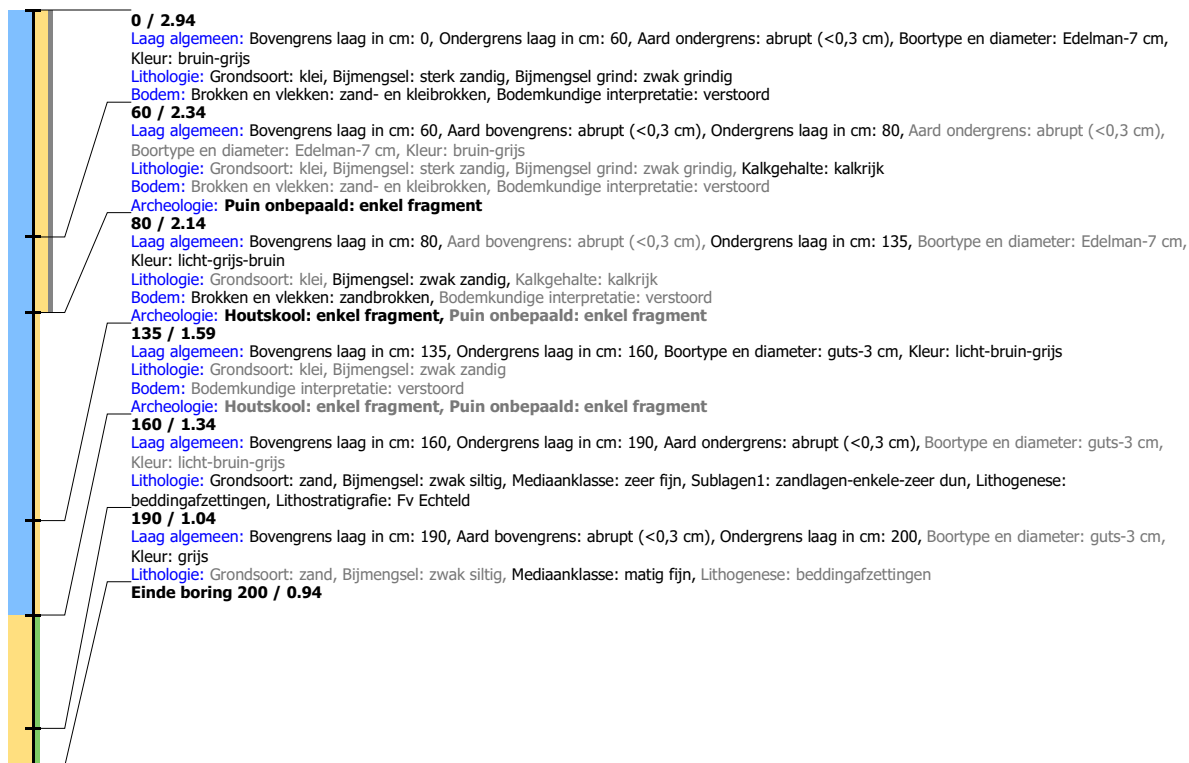 0 / 2.94
Laag algemeen: Bovengrens laag in cm: 0, Ondergrens laag in cm: 60, Aard ondergrens: abrupt (<0,3 cm), Boortype en diameter: Edelman-7 cm,
Kleur: bruin-grijs
Lithologie: Grondsoort: klei, Bijmengsel: sterk zandig, Bijmengsel grind: zwak grindig
Bodem: Brokken en vlekken: zand- en kleibrokken, Bodemkundige interpretatie: verstoord
60 / 2.34
Laag algemeen: Bovengrens laag in cm: 60, Aard bovengrens: abrupt (<0,3 cm), Ondergrens laag in cm: 80, Aard ondergrens: abrupt (<0,3 cm),
Boortype en diameter: Edelman-7 cm, Kleur: bruin-grijs
Lithologie: Grondsoort: klei, Bijmengsel: sterk zandig, Bijmengsel grind: zwak grindig, Kalkgehalte: kalkrijk
Bodem: Brokken en vlekken: zand- en kleibrokken, Bodemkundige interpretatie: verstoord
Archeologie: Puin onbepaald: enkel fragment
80 / 2.14
Laag algemeen: Bovengrens laag in cm: 80, Aard bovengrens: abrupt (<0,3 cm), Ondergrens laag in cm: 135, Boortype en diameter: Edelman-7 cm,
Kleur: licht-grijs-bruin
Lithologie: Grondsoort: klei, Bijmengsel: zwak zandig, Kalkgehalte: kalkrijk
Bodem: Brokken en vlekken: zandbrokken, Bodemkundige interpretatie: verstoord
Archeologie: Houtskool: enkel fragment, Puin onbepaald: enkel fragment
135 / 1.59
Laag algemeen: Bovengrens laag in cm: 135, Ondergrens laag in cm: 160, Boortype en diameter: guts-3 cm, Kleur: licht-bruin-grijs
Lithologie: Grondsoort: klei, Bijmengsel: zwak zandig
Bodem: Bodemkundige interpretatie: verstoord
Archeologie: Houtskool: enkel fragment, Puin onbepaald: enkel fragment
160 / 1.34
Laag algemeen: Bovengrens laag in cm: 160, Ondergrens laag in cm: 190, Aard ondergrens: abrupt (<0,3 cm), Boortype en diameter: guts-3 cm,
Kleur: licht-bruin-grijs
Lithologie: Grondsoort: zand, Bijmengsel: zwak siltig, Mediaanklasse: zeer fijn, Sublagen1: zandlagen-enkele-zeer dun, Lithogenese:
beddingafzettingen, Lithostratigrafie: Fv Echteld
190 / 1.04
Laag algemeen: Bovengrens laag in cm: 190, Aard bovengrens: abrupt (<0,3 cm), Ondergrens laag in cm: 200, Boortype en diameter: guts-3 cm,
Kleur: grijs
Lithologie: Grondsoort: zand, Bijmengsel: zwak siltig, Mediaanklasse: matig fijn, Lithogenese: beddingafzettingen
Einde boring 200 / 0.94